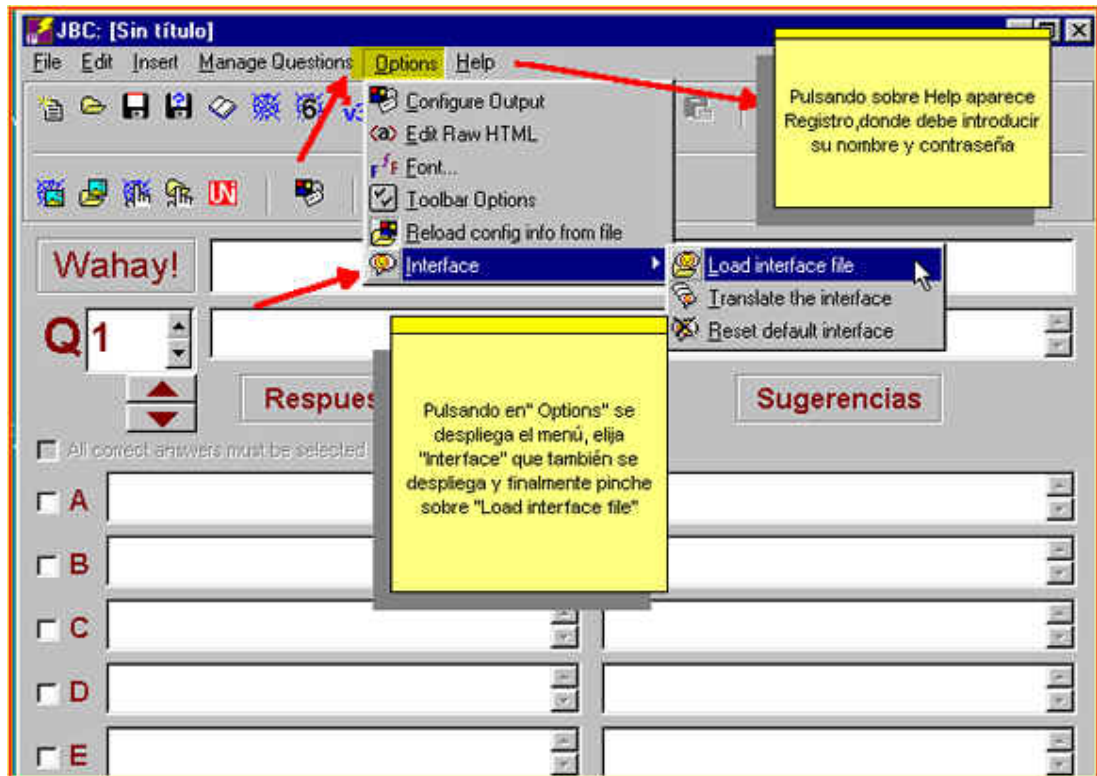 JBC: [Sin título]
File Edit Insert Manage Questions Options Help
Configure Output
<a> Edit Raw HTML
Font...
Toolbar Options
Reload config info from file
Interface
Load interface file
Translate the interface
Reset default interface
Pulsando sobre Help aparece
Registro,donde debe introducir
su nombre y contraseña
Wahay!
Q 1
Respues
Sugerencias
Pulsando en" Options" se
despliega el menú, elija
"Interface" que también se
despliega y finalmente pinche
sobre "Load interface file"
All correct answers must be selected
A
B
C
D
E